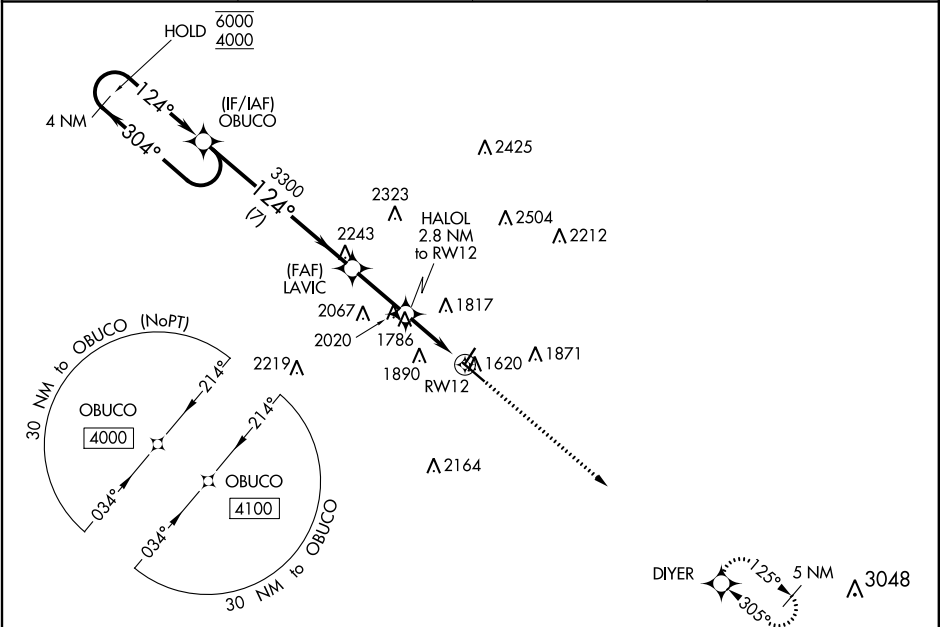 HOLD 6000
4000
124°
4 NM
304°
(IF/IAF)
OBUCO
3300
124°
(7)
2425
2323
2504
2212
HALOL
2.8 NM
to RW12
2243
(FAF)
LAVIC
2067
2020
1817
1786
1890
RW12
1620
1871
2219
2164
30 NM to OBUCO (NoPT)
214°
OBUCO
4000
034°
214°
OBUCO
4100
034°
30 NM to OBUCO
DIYER
125°
5 NM
305°
3048